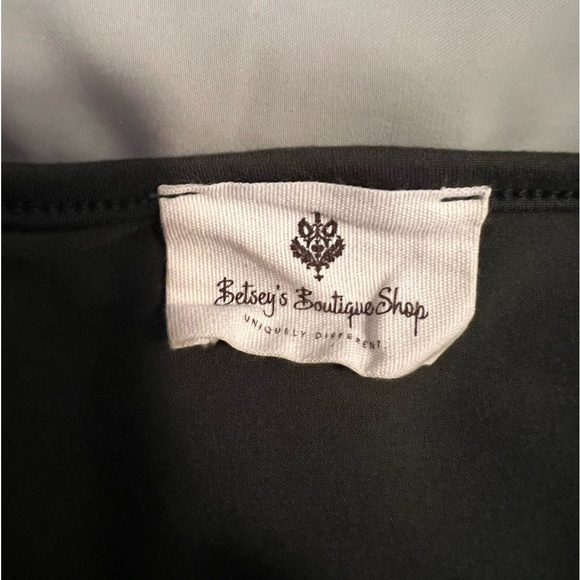 Betsey's Boutique Shop
UNIQUELY DIFFERENT